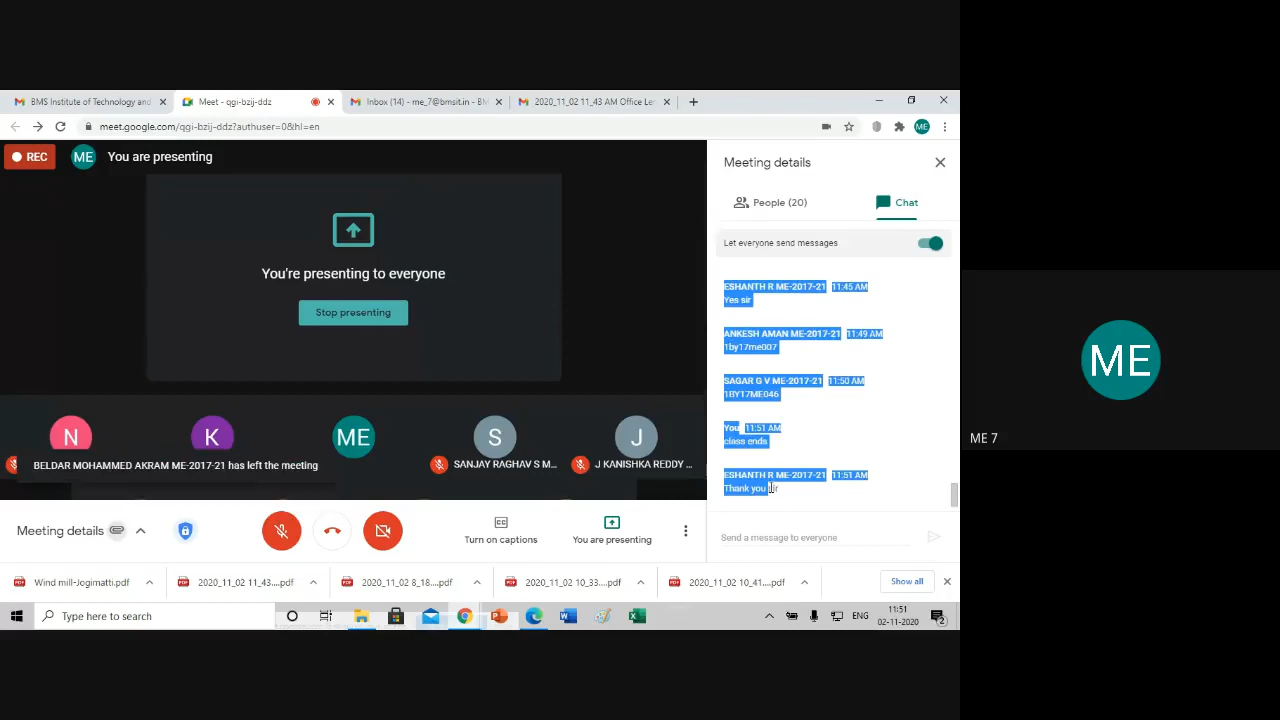 BMS Institute of Technology and
Meet - qgi-bzij-ddz
Inbox (14) - me_7@bmsit.in - BM
2020_11_02 11_43 AM Office Len
meet.google.com/qgi-bzij-ddz?authuser=0&hl=en
ME
REC
ME
You are presenting
Meeting details
People (20)
Chat
Let everyone send messages
You're presenting to everyone
Stop presenting
ESHANTH R ME-2017-21 11:45 AM
Yes sir
ANKESH AMAN ME-2017-21 11:49 AM
1by17me007
SAGAR G V ME-2017-21 11:50 AM
1BY17ME046
You 11:51 AM
class ends
ESHANTH R ME-2017-21 11:51 AM
Thank you sir
N
K
ME
S
J
BELDAR MOHAMMED AKRAM ME-2017-21 has left the meeting
SANJAY RAGHAV S M...
J KANISHKA REDDY ...
Meeting details
Turn on captions
You are presenting
Send a message to everyone
Wind mill-Jogimatti.pdf
2020_11_02 11_43....pdf
2020_11_02 8_18....pdf
2020_11_02 10_33....pdf
2020_11_02 10_41....pdf
Show all
Type here to search
ENG
11:51
02-11-2020
2
ME
ME 7